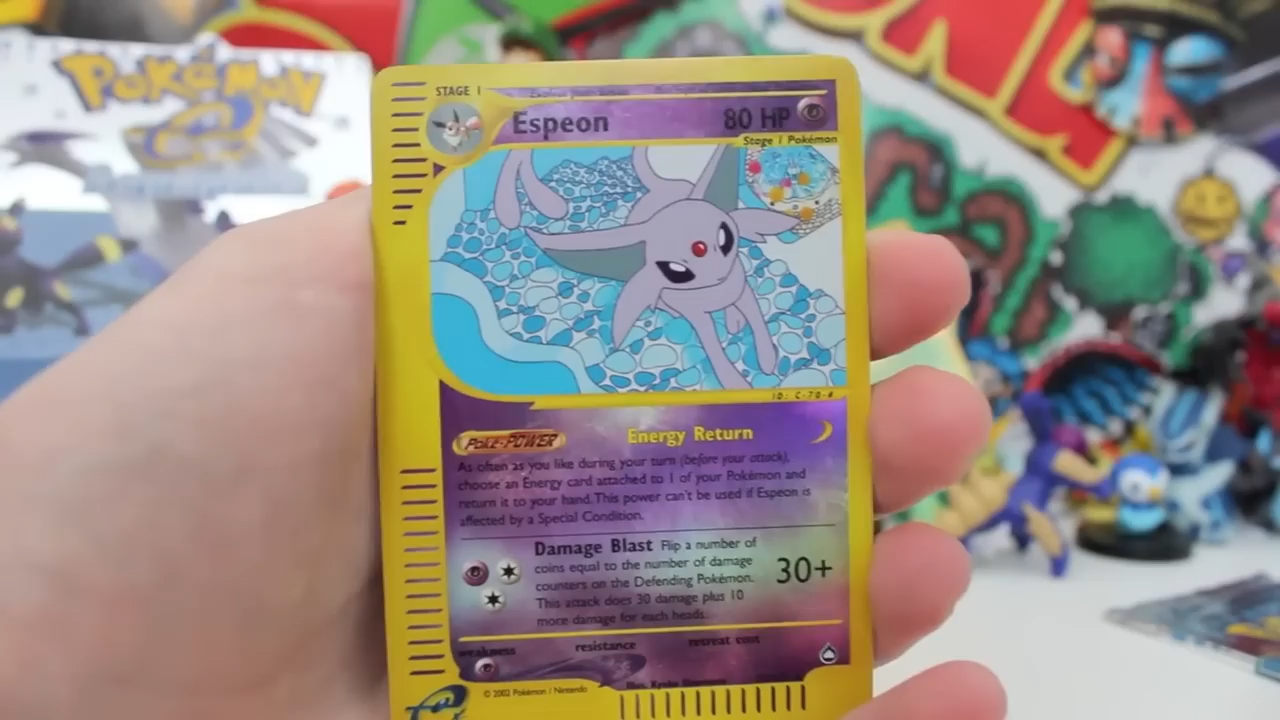 Pokémon
e
STAGE 1
Espeon
80 HP
Stage 1 Pokémon
ID: C-70-#
Poké-POWER
Energy Return
As often as you like during your turn (before your attack),
choose an Energy card attached to 1 of your Pokémon and
return it to your hand. This power can't be used if Espeon is
affected by a Special Condition.
Damage Blast Flip a number of
coins equal to the number of damage
counters on the Defending Pokémon.
This attack does 30 damage plus 10
more damage for each heads.
30+
weakness
resistance
retreat cost
© 2002 Pokémon / Nintendo
Illus. Kyoko